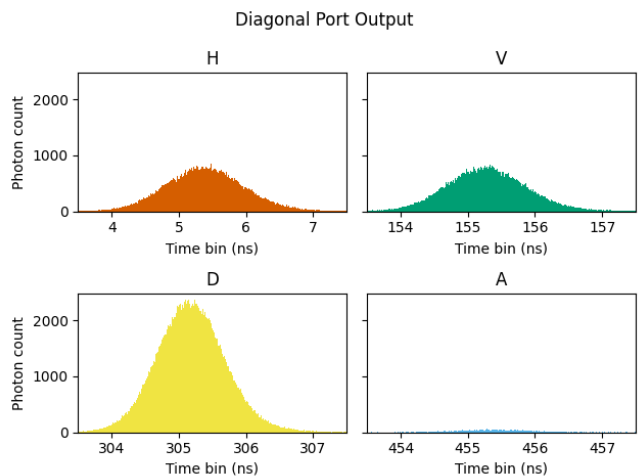 Diagonal Port Output
H
V
Photon count
2000
1000
0
4 5 6 7
154 155 156 157
Time bin (ns)
Time bin (ns)
D
A
Photon count
2000
1000
0
304 305 306 307
454 455 456 457
Time bin (ns)
Time bin (ns)